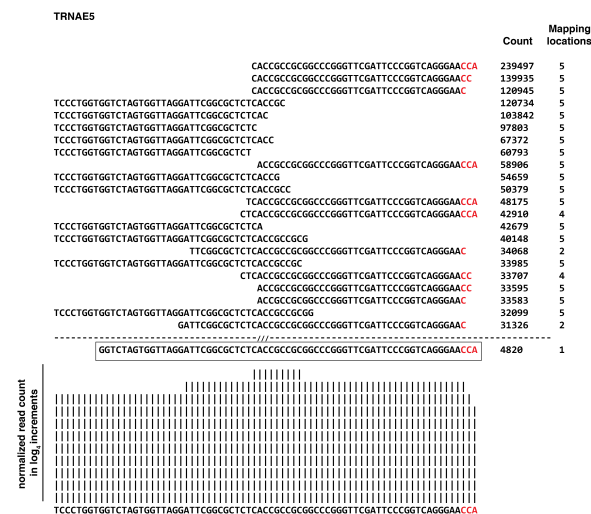 TRNAE5
Count
Mapping locations
CACCGCCGCGGCCCGGGTTCGATTCCCGGTCAGGGAACCA 239497 5
CACCGCCGCGGCCCGGGTTCGATTCCCGGTCAGGGAACC 139935 5
CACCGCCGCGGCCCGGGTTCGATTCCCGGTCAGGGAAC 120945 5
TCCCTGGTGGTCTAGTGGTTAGGATTCGGCGCTCTCACCGC 120734 5
TCCCTGGTGGTCTAGTGGTTAGGATTCGGCGCTCTCAC 103842 5
TCCCTGGTGGTCTAGTGGTTAGGATTCGGCGCTCTC 97803 5
TCCCTGGTGGTCTAGTGGTTAGGATTCGGCGCTCTCACC 67372 5
TCCCTGGTGGTCTAGTGGTTAGGATTCGGCGCTCT 60793 5
ACCGCCGCGGCCCGGGTTCGATTCCCGGTCAGGGAACCA 58906 5
TCCCTGGTGGTCTAGTGGTTAGGATTCGGCGCTCTCACCG 54659 5
TCCCTGGTGGTCTAGTGGTTAGGATTCGGCGCTCTCACCGCC 50379 5
TCACCGCCGCGGCCCGGGTTCGATTCCCGGTCAGGGAACCA 48175 5
CTCACCGCCGCGGCCCGGGTTCGATTCCCGGTCAGGGAACCA 42910 4
TCCCTGGTGGTCTAGTGGTTAGGATTCGGCGCTCTCA 42679 5
TCCCTGGTGGTCTAGTGGTTAGGATTCGGCGCTCTCACCGCCGCG 40148 5
TTCGGCGCTCTCACCGCCGCGGCCCGGGTTCGATTCCCGGTCAGGGAAC 34068 2
TCCCTGGTGGTCTAGTGGTTAGGATTCGGCGCTCTCACCGCCGC 33985 5
CTCACCGCCGCGGCCCGGGTTCGATTCCCGGTCAGGGAACC 33707 4
ACCGCCGCGGCCCGGGTTCGATTCCCGGTCAGGGAACC 33595 5
ACCGCCGCGGCCCGGGTTCGATTCCCGGTCAGGGAAC 33583 5
TCCCTGGTGGTCTAGTGGTTAGGATTCGGCGCTCTCACCGCCGCGG 32099 5
GATTCGGCGCTCTCACCGCCGCGGCCCGGGTTCGATTCCCGGTCAGGGAAC 31326 2
GGTCTAGTGGTTAGGATTCGGCGCTCTCACCGCCGCGGCCCGGGTTCGATTCCCGGTCAGGGAACCA 4820 1
normalized read count
in log4 increments
TCCCTGGTGGTCTAGTGGTTAGGATTCGGCGCTCTCACCGCCGCGGCCCGGGTTCGATTCCCGGTCAGGGAACCA